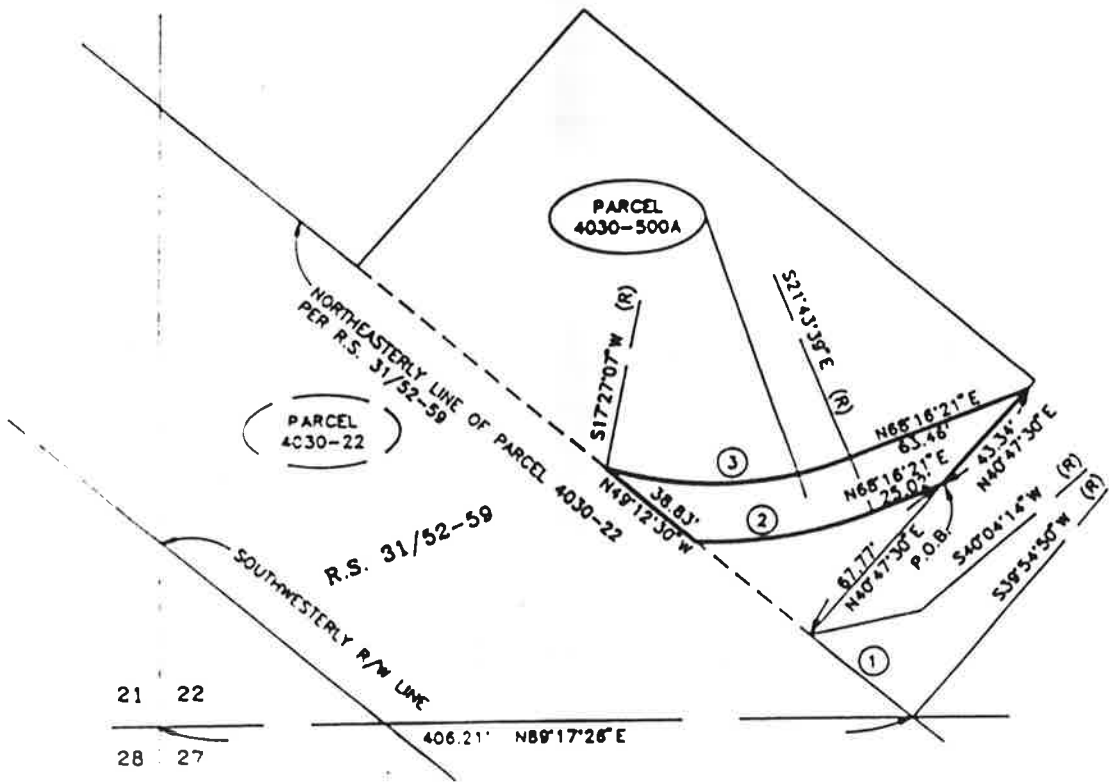 PARCEL
4030-500A
S21°43'39"E (R)
S17°27'07"W (R)
NORTHEASTERLY LINE OF PARCEL 4030-22
PER R.S. 31/52-59
PARCEL
4030-22
3
N68°16'21"E
63.46'
N68°16'21"E
25.03'
43.34'
N40°47'30"E
38.83'
N49°12'30"W
2
R.S. 31/52-59
P.O.B.
67.77'
N40°47'30"E
S40°04'14"W (R)
S39°54'50"W (R)
SOUTHWESTERLY R/W LINE
1
21 22
28 27
406.21' N89°17'26"E